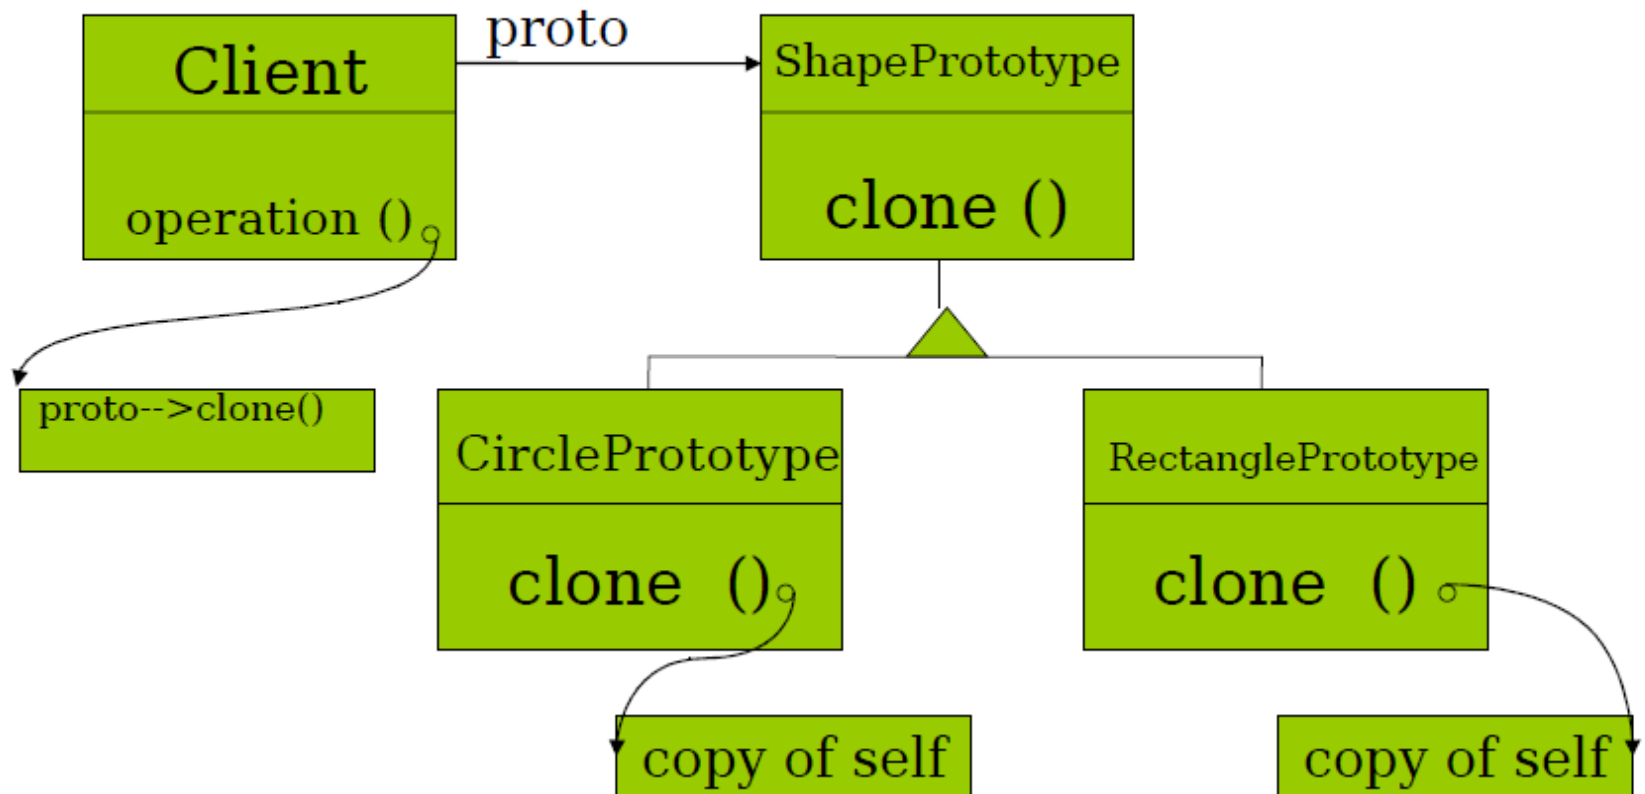 Client
proto
ShapePrototype
operation ()
clone ()
proto-->clone()
CirclePrototype
RectanglePrototype
clone ()
clone ()
copy of self
copy of self